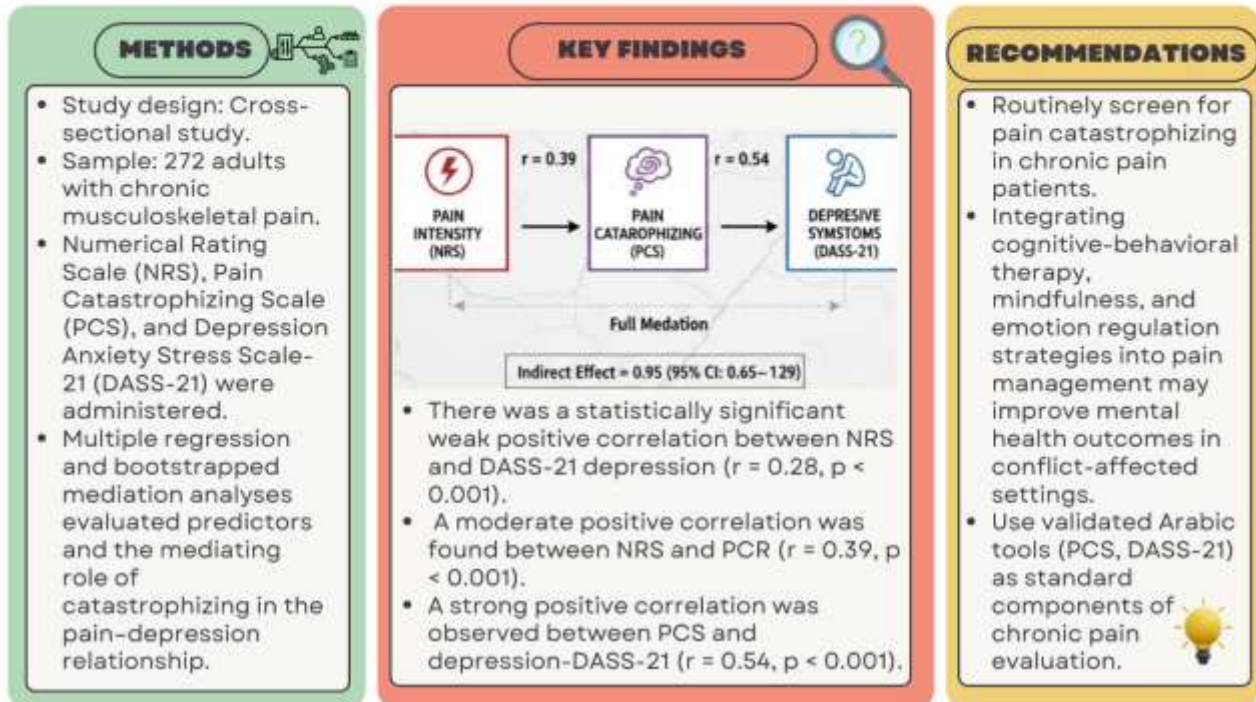 METHODS
• Study design: Cross-
sectional study.
• Sample: 272 adults
with chronic
musculoskeletal pain.
• Numerical Rating
Scale (NRS), Pain
Catastrophizing Scale
(PCS), and Depression
Anxiety Stress Scale-
21 (DASS-21) were
administered.
• Multiple regression
and bootstrapped
mediation analyses
evaluated predictors
and the mediating
role of
catastrophizing in the
pain–depression
relationship.
KEY FINDINGS
?
r = 0.39
r = 0.54
PAIN
INTENSITY
(NRS)
PAIN
CATAROPHIZING
(PCS)
DEPRESIVE
SYMSTOMS
(DASS-21)
Full Medation
Indirect Effect = 0.95 (95% CI: 0.65–129)
• There was a statistically significant
weak positive correlation between NRS
and DASS-21 depression (r = 0.28, p <
0.001).
• A moderate positive correlation was
found between NRS and PCR (r = 0.39, p
< 0.001).
• A strong positive correlation was
observed between PCS and
depression-DASS-21 (r = 0.54, p < 0.001).
RECOMMENDATIONS
• Routinely screen for
pain catastrophizing
in chronic pain
patients.
• Integrating
cognitive-behavioral
therapy,
mindfulness, and
emotion regulation
strategies into pain
management may
improve mental
health outcomes in
conflict-affected
settings.
• Use validated Arabic
tools (PCS, DASS-21)
as standard
components of
chronic pain
evaluation.